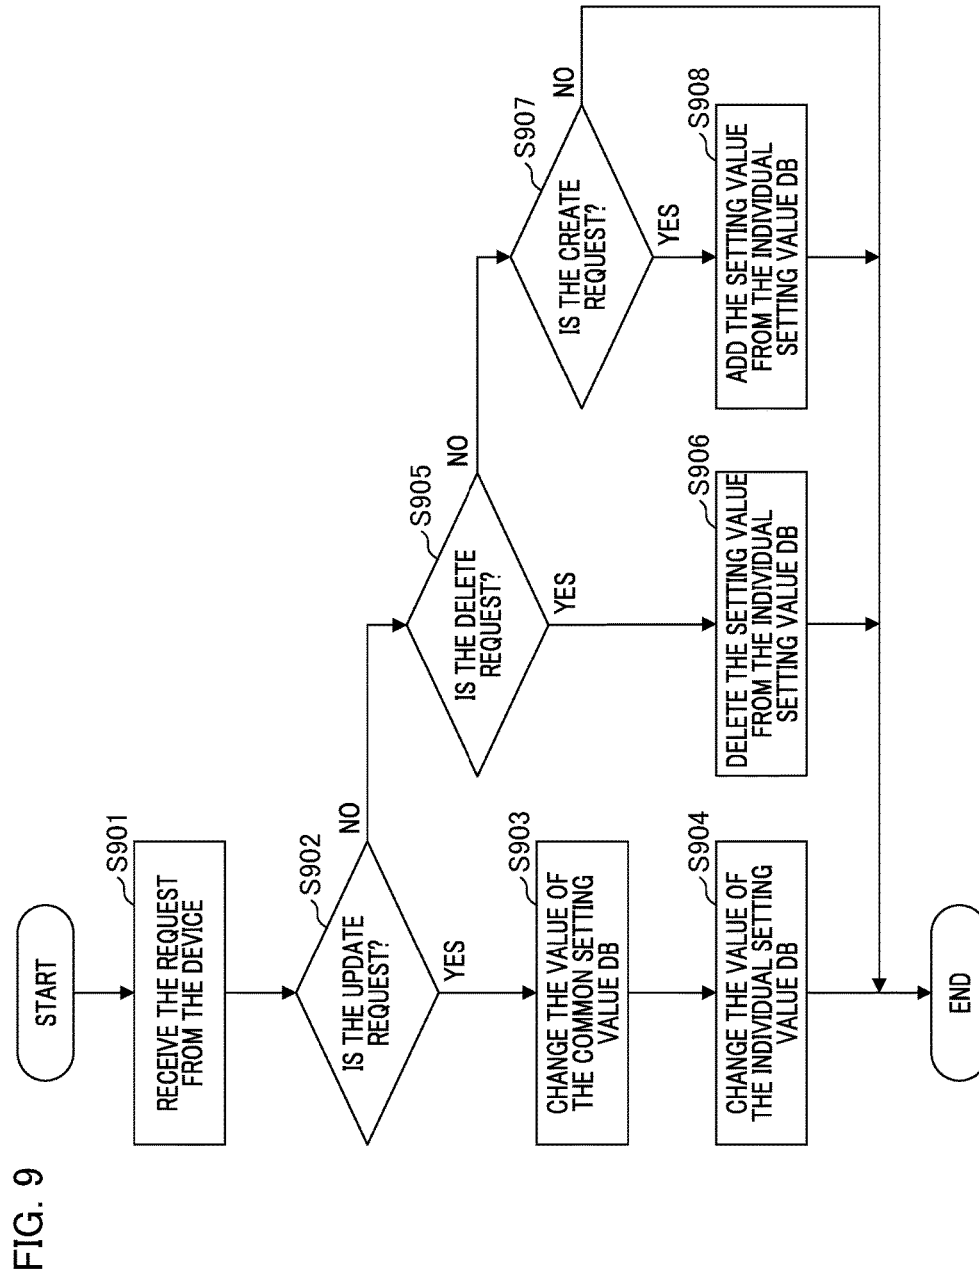 FIG. 9
START
S901
RECEIVE THE REQUEST
FROM THE DEVICE
S902
IS THE UPDATE
REQUEST?
NO
YES
S903
CHANGE THE VALUE OF
THE COMMON SETTING
VALUE DB
S904
CHANGE THE VALUE OF
THE INDIVIDUAL SETTING
VALUE DB
S905
IS THE DELETE
REQUEST?
NO
YES
S906
DELETE THE SETTING VALUE
FROM THE INDIVIDUAL
SETTING VALUE DB
S907
IS THE CREATE
REQUEST?
NO
YES
S908
ADD THE SETTING VALUE
FROM THE INDIVIDUAL
SETTING VALUE DB
END